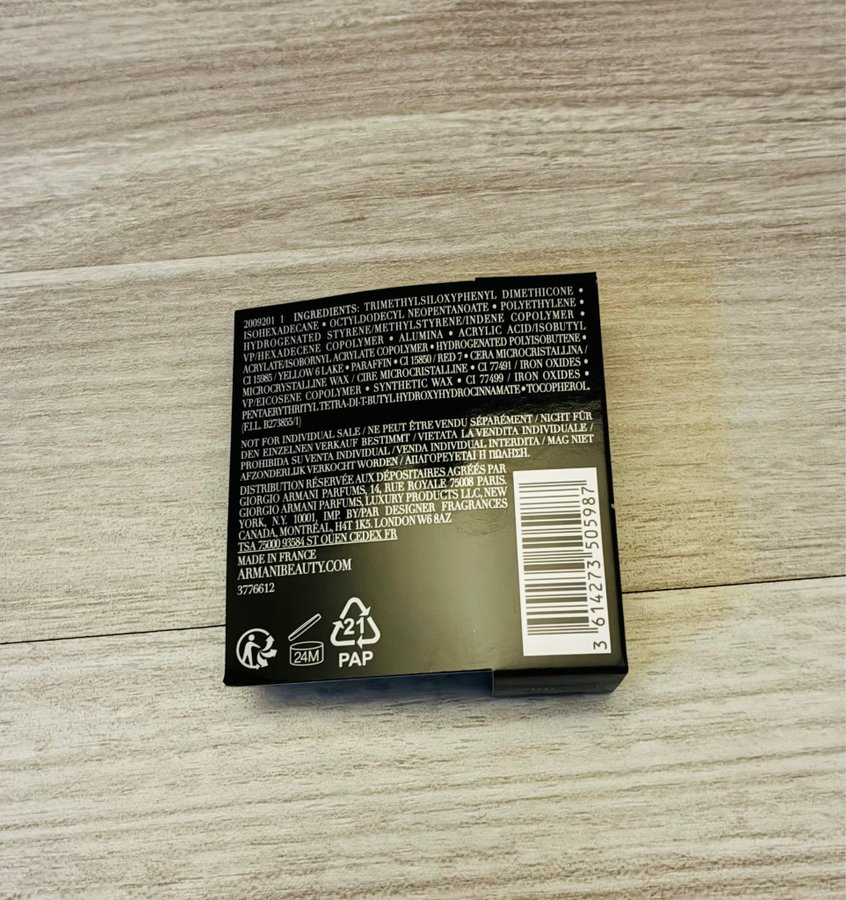 2009201 1 INGREDIENTS: TRIMETHYLSILOXYPHENYL DIMETHICONE •
ISOHEXADECANE • OCTYLDODECYL NEOPENTANOATE • POLYETHYLENE •
HYDROGENATED STYRENE/METHYLSTYRENE/INDENE COPOLYMER •
VP/HEXADECENE COPOLYMER • ALUMINA • ACRYLIC ACID/ISOBUTYL
ACRYLATE/ISOBORNYL ACRYLATE COPOLYMER • HYDROGENATED POLYISOBUTENE •
CI 15985 / YELLOW 6 LAKE • PARAFFIN • CI 15850 / RED 7 • CERA MICROCRISTALLINA /
MICROCRYSTALLINE WAX / CIRE MICROCRISTALLINE • CI 77491 / IRON OXIDES •
VP/EICOSENE COPOLYMER • SYNTHETIC WAX • CI 77499 / IRON OXIDES •
PENTAERYTHRITYL TETRA-DI-T-BUTYL HYDROXYHYDROCINNAMATE • TOCOPHEROL.
(F.I.L. B273855/1)
NOT FOR INDIVIDUAL SALE / NE PEUT ÊTRE VENDU SÉPARÉMENT / NICHT FÜR
DEN EINZELNEN VERKAUF BESTIMMT / VIETATA LA VENDITA INDIVIDUALE /
PROHIBIDA SU VENTA INDIVIDUAL / VENDA INDIVIDUAL INTERDITA / MAG NIET
AFZONDERLIJK VERKOCHT WORDEN / ΑΠΑΓΟΡΕΥΕΤΑΙ Η ΠΩΛΗΣΗ.
DISTRIBUTION RÉSERVÉE AUX DÉPOSITAIRES AGRÉÉS PAR
GIORGIO ARMANI PARFUMS, 14, RUE ROYALE 75008 PARIS.
GIORGIO ARMANI PARFUMS, LUXURY PRODUCTS LLC, NEW
YORK, N.Y. 10001, IMP. BY/PAR DESIGNER FRAGRANCES
CANADA, MONTRÉAL, H4T 1K5. LONDON W6 8AZ
TSA 75000 93584 ST OUEN CEDEX FR
MADE IN FRANCE
ARMANIBEAUTY.COM
3776612
24M
21
PAP
3 614273 505987